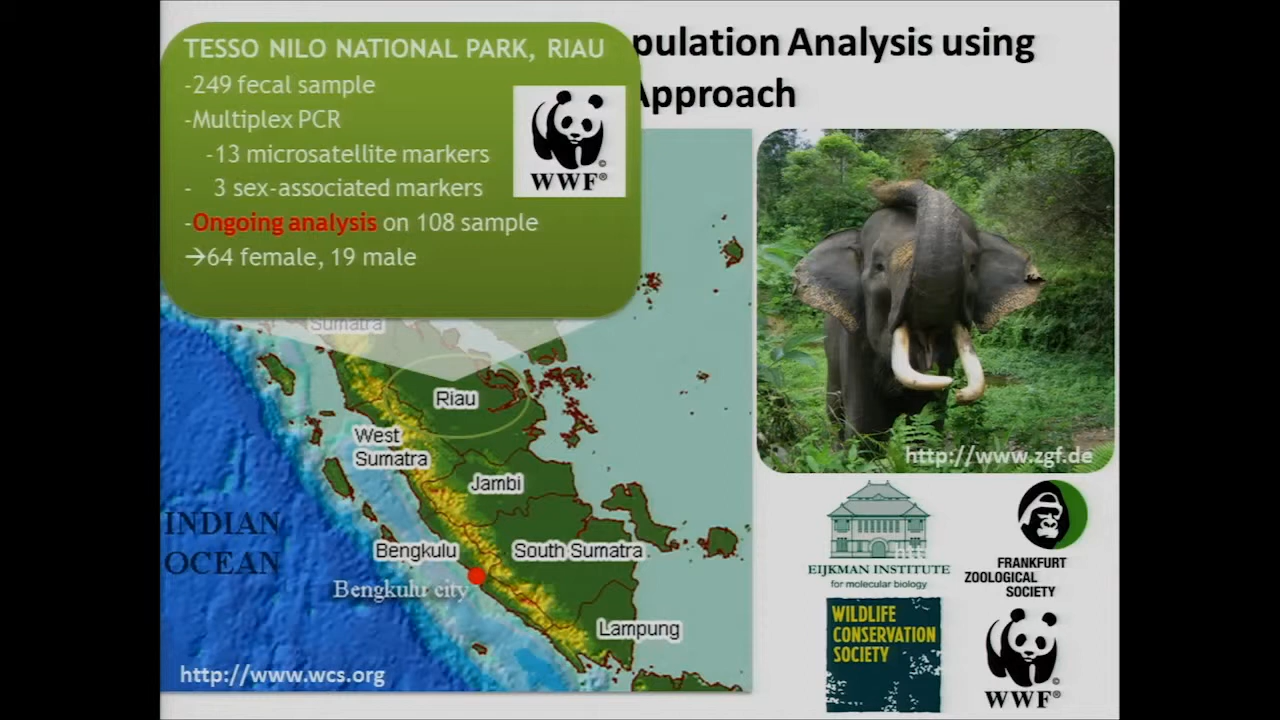 TESSO NILO NATIONAL PARK, RIAU
-249 fecal sample
-Multiplex PCR
-13 microsatellite markers
- 3 sex-associated markers
-Ongoing analysis on 108 sample
→64 female, 19 male
WWF®
pulation Analysis using
Approach
Sumatra
Riau
West
Sumatra
Jambi
Bengkulu
South Sumatra
Bengkulu city
Lampung
INDIAN
OCEAN
http://www.wcs.org
http://www.zgf.de
EIJKMAN INSTITUTE
for molecular biology
FRANKFURT
ZOOLOGICAL
SOCIETY
WILDLIFE
CONSERVATION
SOCIETY
WWF®